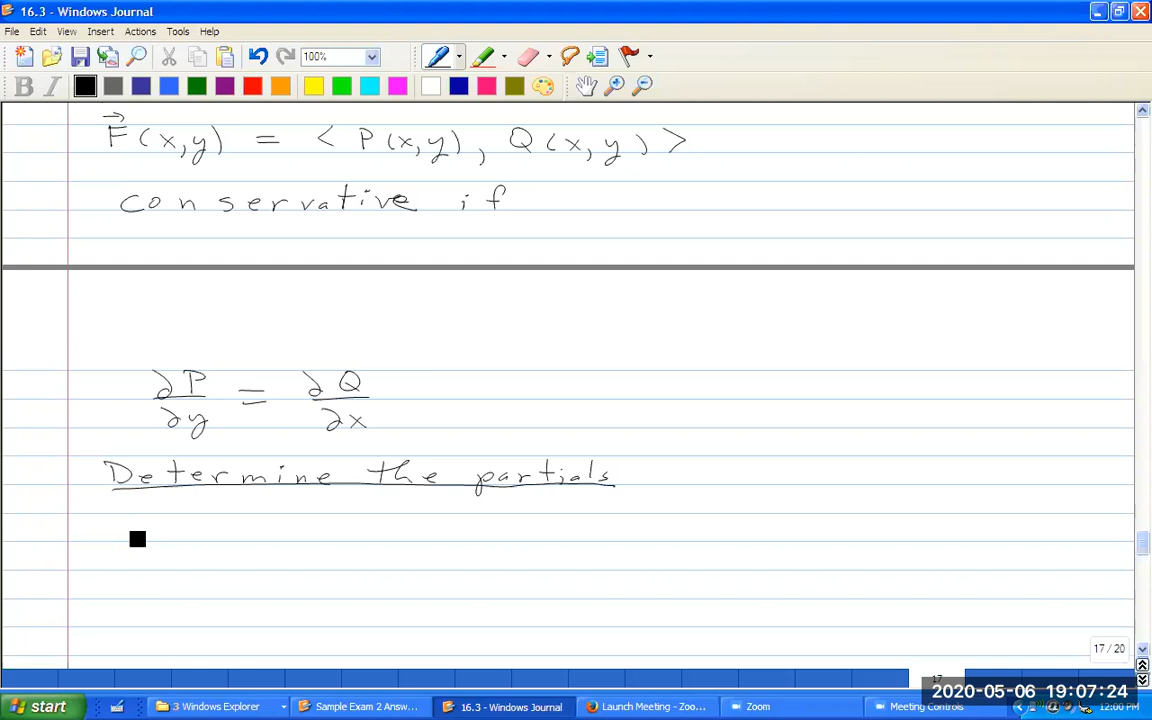 16.3 - Windows Journal
File Edit View Insert Actions Tools Help
100%
F⃗(x,y) = < P(x,y), Q(x,y) >
conservative if
∂P/∂y = ∂Q/∂x
Determine the partials
17 / 20
start 3 Windows Explorer Sample Exam 2 Answ... 16.3 - Windows Journal Launch Meeting - Zoo... Zoom Meeting Controls 12:00 PM
2020-05-06 19:07:24